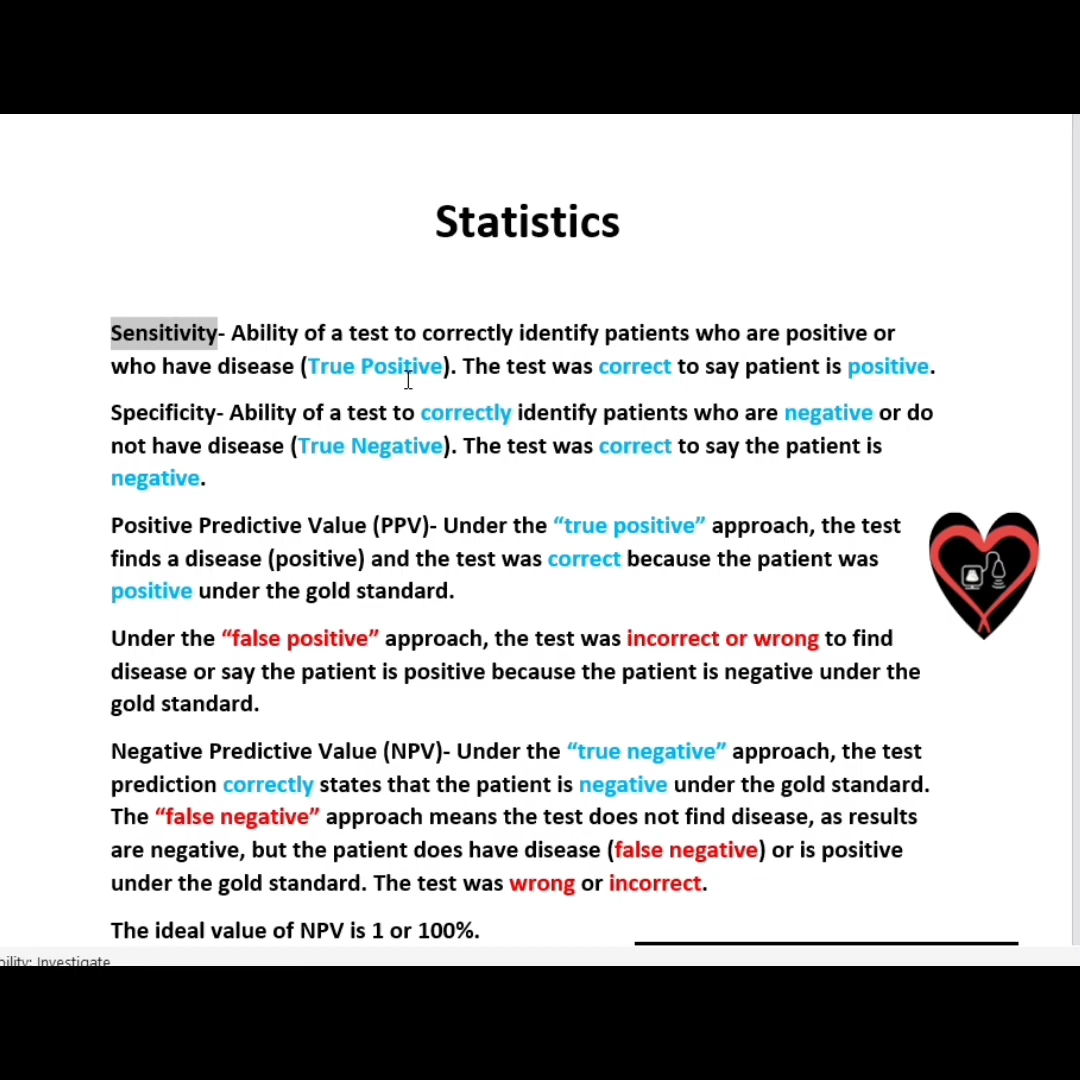 Statistics
Sensitivity- Ability of a test to correctly identify patients who are positive or
who have disease (True Positive). The test was correct to say patient is positive.
Specificity- Ability of a test to correctly identify patients who are negative or do
not have disease (True Negative). The test was correct to say the patient is
negative.
Positive Predictive Value (PPV)- Under the “true positive” approach, the test
finds a disease (positive) and the test was correct because the patient was
positive under the gold standard.
Under the “false positive” approach, the test was incorrect or wrong to find
disease or say the patient is positive because the patient is negative under the
gold standard.
Negative Predictive Value (NPV)- Under the “true negative” approach, the test
prediction correctly states that the patient is negative under the gold standard.
The “false negative” approach means the test does not find disease, as results
are negative, but the patient does have disease (false negative) or is positive
under the gold standard. The test was wrong or incorrect.
The ideal value of NPV is 1 or 100%.
bility: Investigate